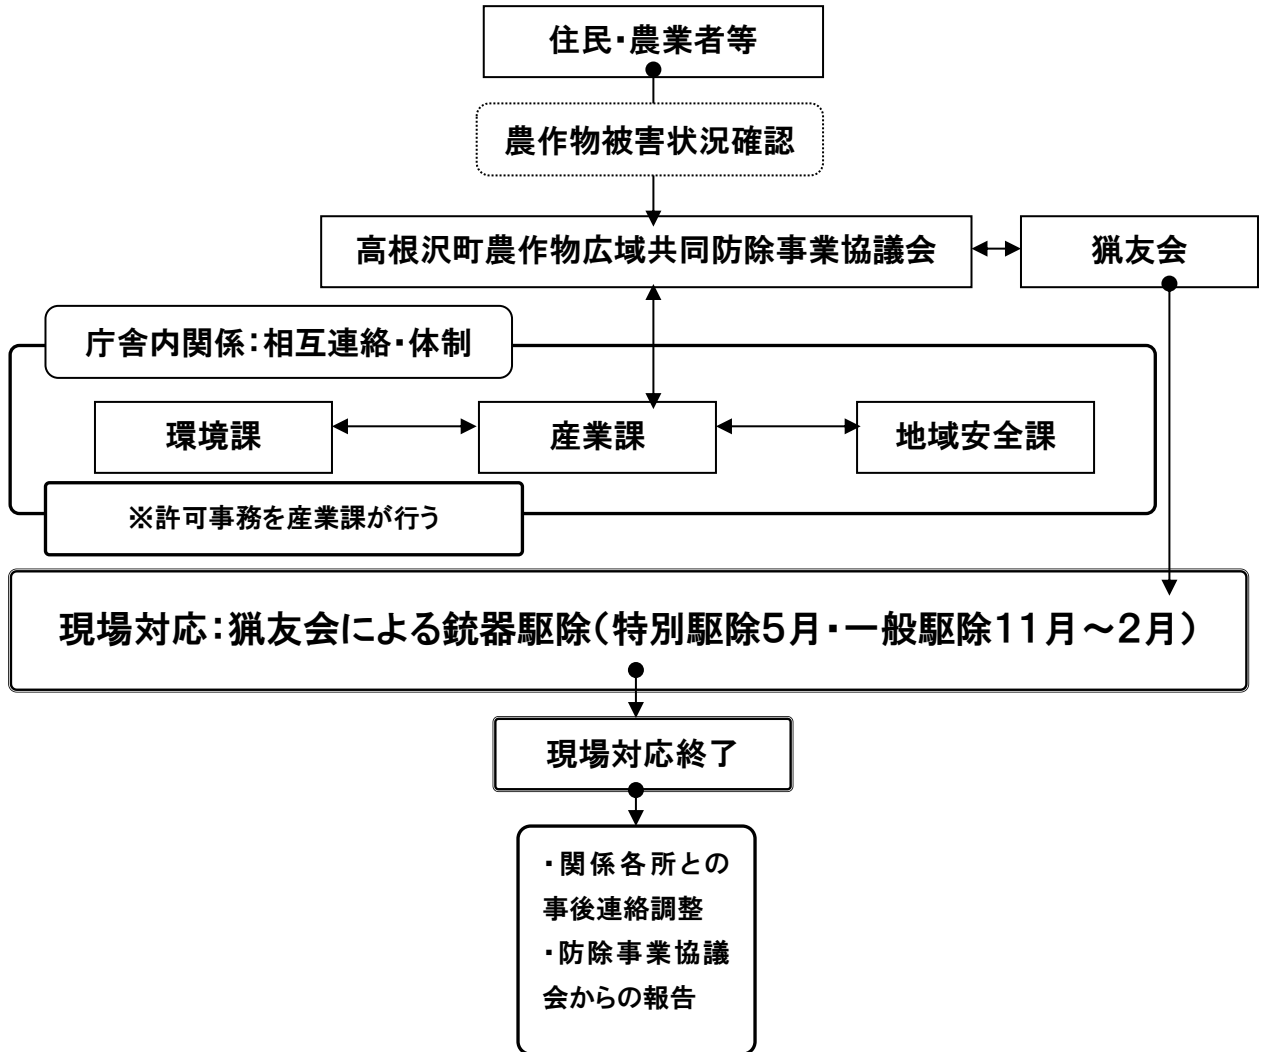 住民・農業者等
農作物被害状況確認
高根沢町農作物広域共同防除事業協議会
猟友会
庁舎内関係：相互連絡・体制
環境課
産業課
地域安全課
※許可事務を産業課が行う
現場対応：猟友会による銃器駆除（特別駆除５月・一般駆除１１月～２月）
現場対応終了
・関係各所との
事後連絡調整
・防除事業協議
会からの報告